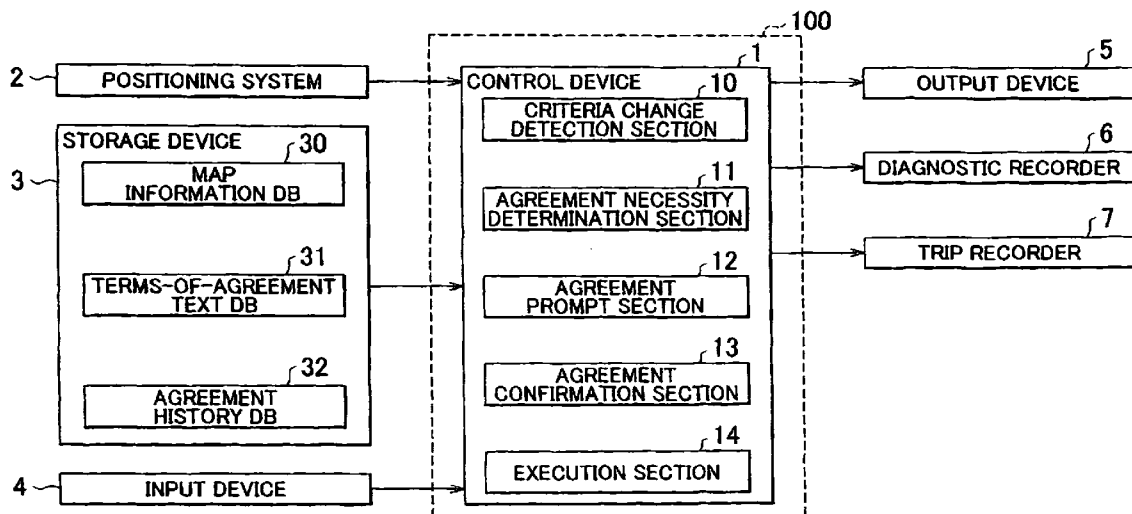 100
2
POSITIONING SYSTEM
3
STORAGE DEVICE
30
MAP
INFORMATION DB
31
TERMS-OF-AGREEMENT
TEXT DB
32
AGREEMENT
HISTORY DB
4
INPUT DEVICE
1
CONTROL DEVICE
10
CRITERIA CHANGE
DETECTION SECTION
11
AGREEMENT NECESSITY
DETERMINATION SECTION
12
AGREEMENT
PROMPT SECTION
13
AGREEMENT
CONFIRMATION SECTION
14
EXECUTION SECTION
5
OUTPUT DEVICE
6
DIAGNOSTIC RECORDER
7
TRIP RECORDER